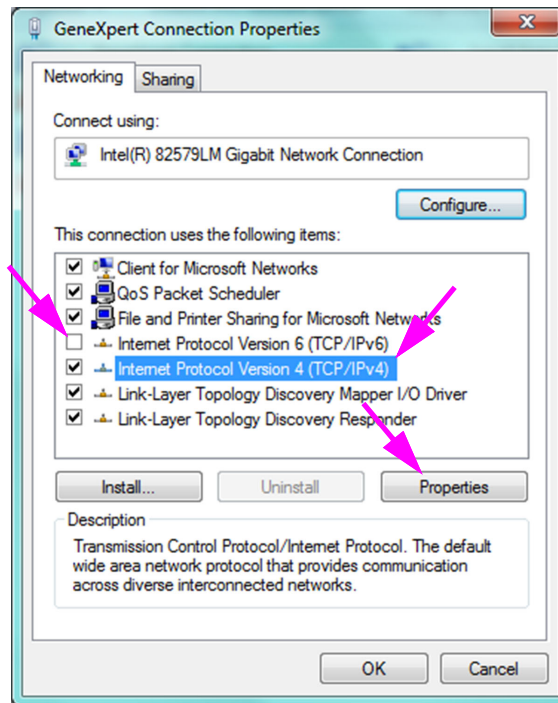 GeneXpert Connection Properties
Networking Sharing
Connect using:
Intel(R) 82579LM Gigabit Network Connection
Configure...
This connection uses the following items:
Client for Microsoft Networks
QoS Packet Scheduler
File and Printer Sharing for Microsoft Networks
Internet Protocol Version 6 (TCP/IPv6)
Internet Protocol Version 4 (TCP/IPv4)
Link-Layer Topology Discovery Mapper I/O Driver
Link-Layer Topology Discovery Responder
Install... Uninstall Properties
Description
Transmission Control Protocol/Internet Protocol. The default
wide area network protocol that provides communication
across diverse interconnected networks.
OK Cancel